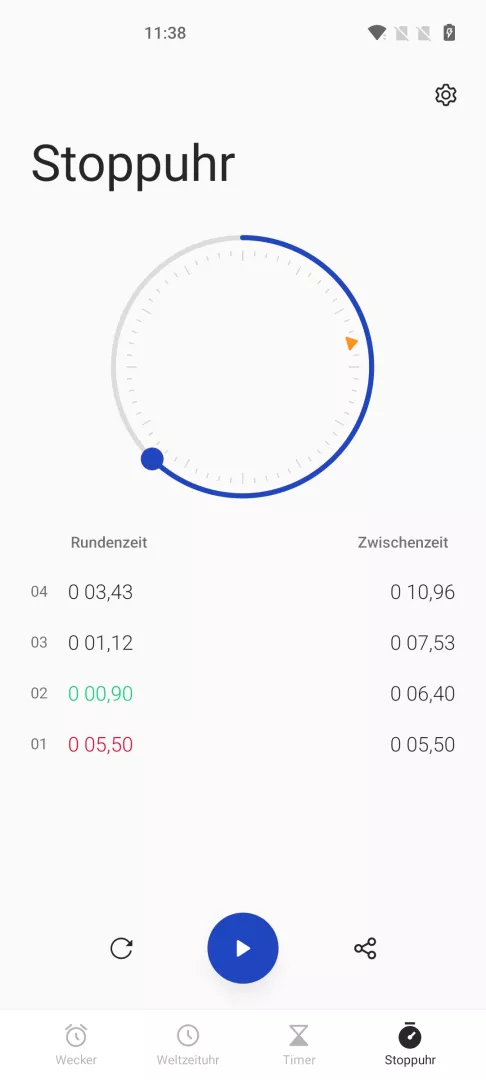 11:38
Stoppuhr
Rundenzeit Zwischenzeit
04 0 03,43 0 10,96
03 0 01,12 0 07,53
02 0 00,90 0 06,40
01 0 05,50 0 05,50
Wecker Weltzeituhr Timer Stoppuhr